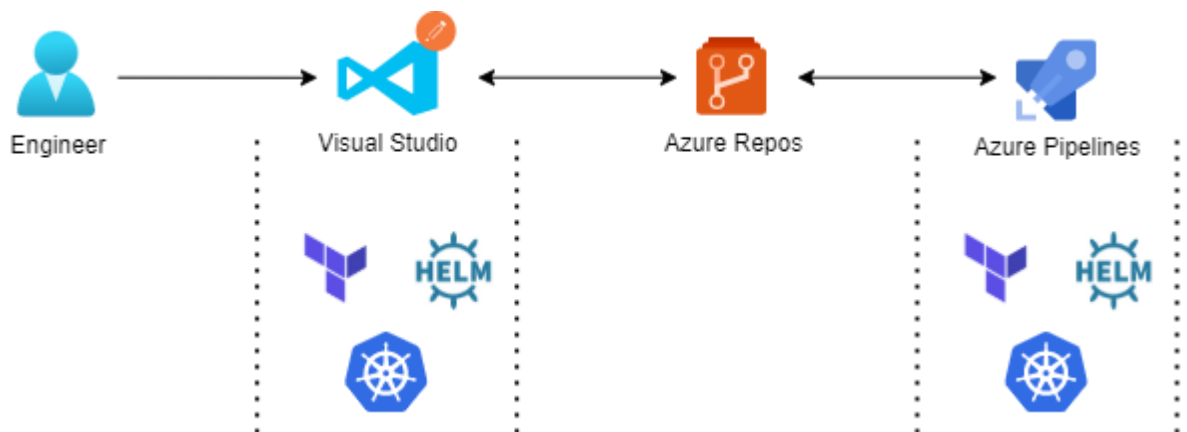 Engineer
Visual Studio
Azure Repos
Azure Pipelines
HELM
HELM